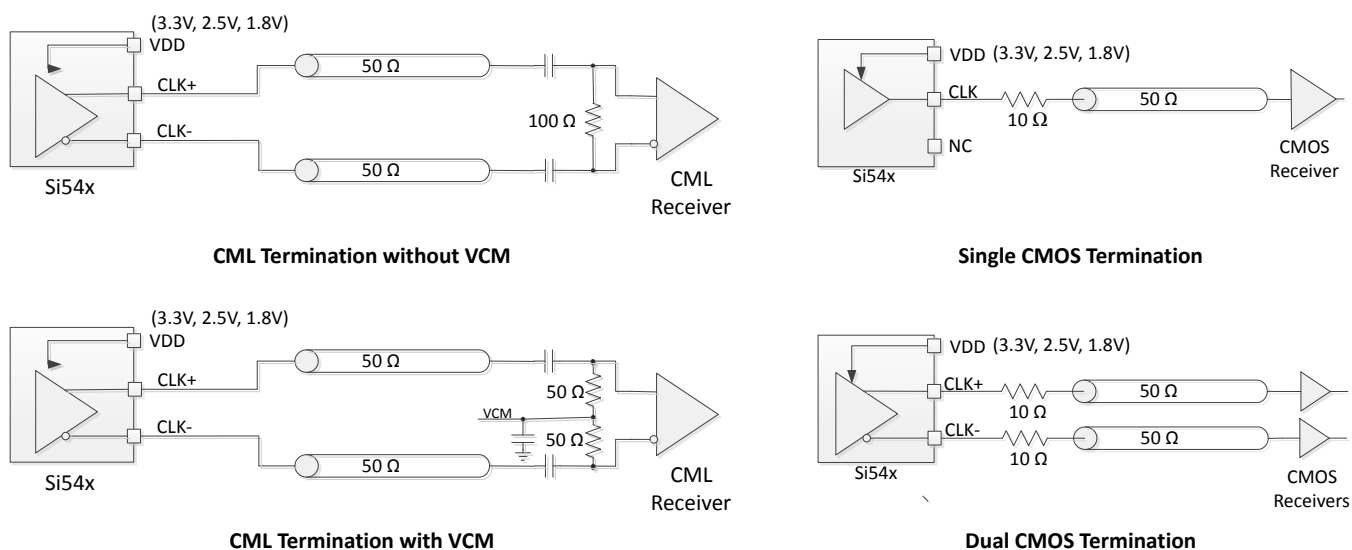 (3.3V, 2.5V, 1.8V)
VDD
CLK+
50 Ω
100 Ω
CLK-
50 Ω
Si54x
CML
Receiver
CML Termination without VCM
VDD (3.3V, 2.5V, 1.8V)
CLK
10 Ω
50 Ω
NC
Si54x
CMOS
Receiver
Single CMOS Termination
(3.3V, 2.5V, 1.8V)
VDD
CLK+
50 Ω
50 Ω
VCM
50 Ω
CLK-
50 Ω
Si54x
CML
Receiver
CML Termination with VCM
VDD (3.3V, 2.5V, 1.8V)
CLK+
10 Ω
50 Ω
CLK-
10 Ω
50 Ω
Si54x
CMOS
Receivers
Dual CMOS Termination